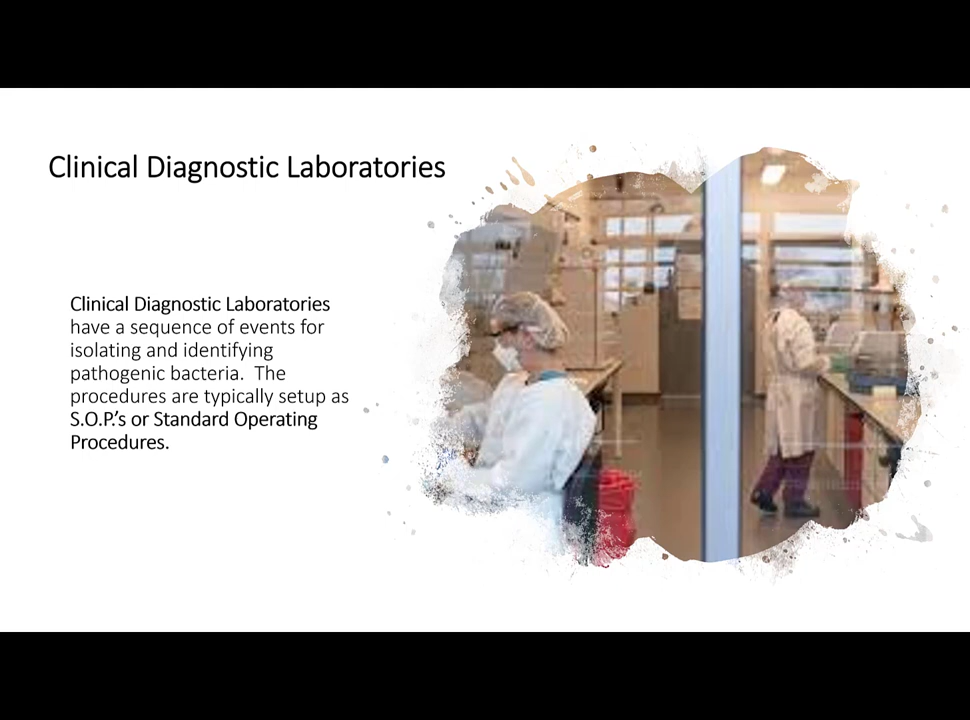 Clinical Diagnostic Laboratories
Clinical Diagnostic Laboratories
have a sequence of events for
isolating and identifying
pathogenic bacteria.  The
procedures are typically setup as
S.O.P.’s or Standard Operating
Procedures.